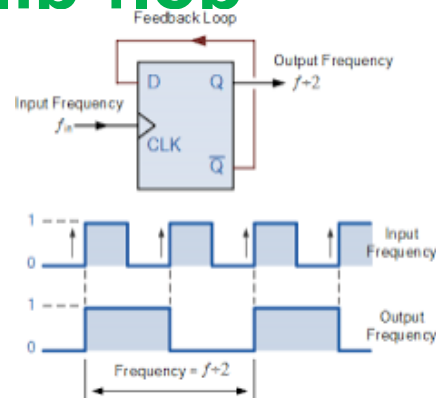 Feedback Loop
D Q
Output Frequency
f÷2
Input Frequency
fin
CLK
Q̅
1
0
Input
Frequency
1
0
Output
Frequency
Frequency = f÷2